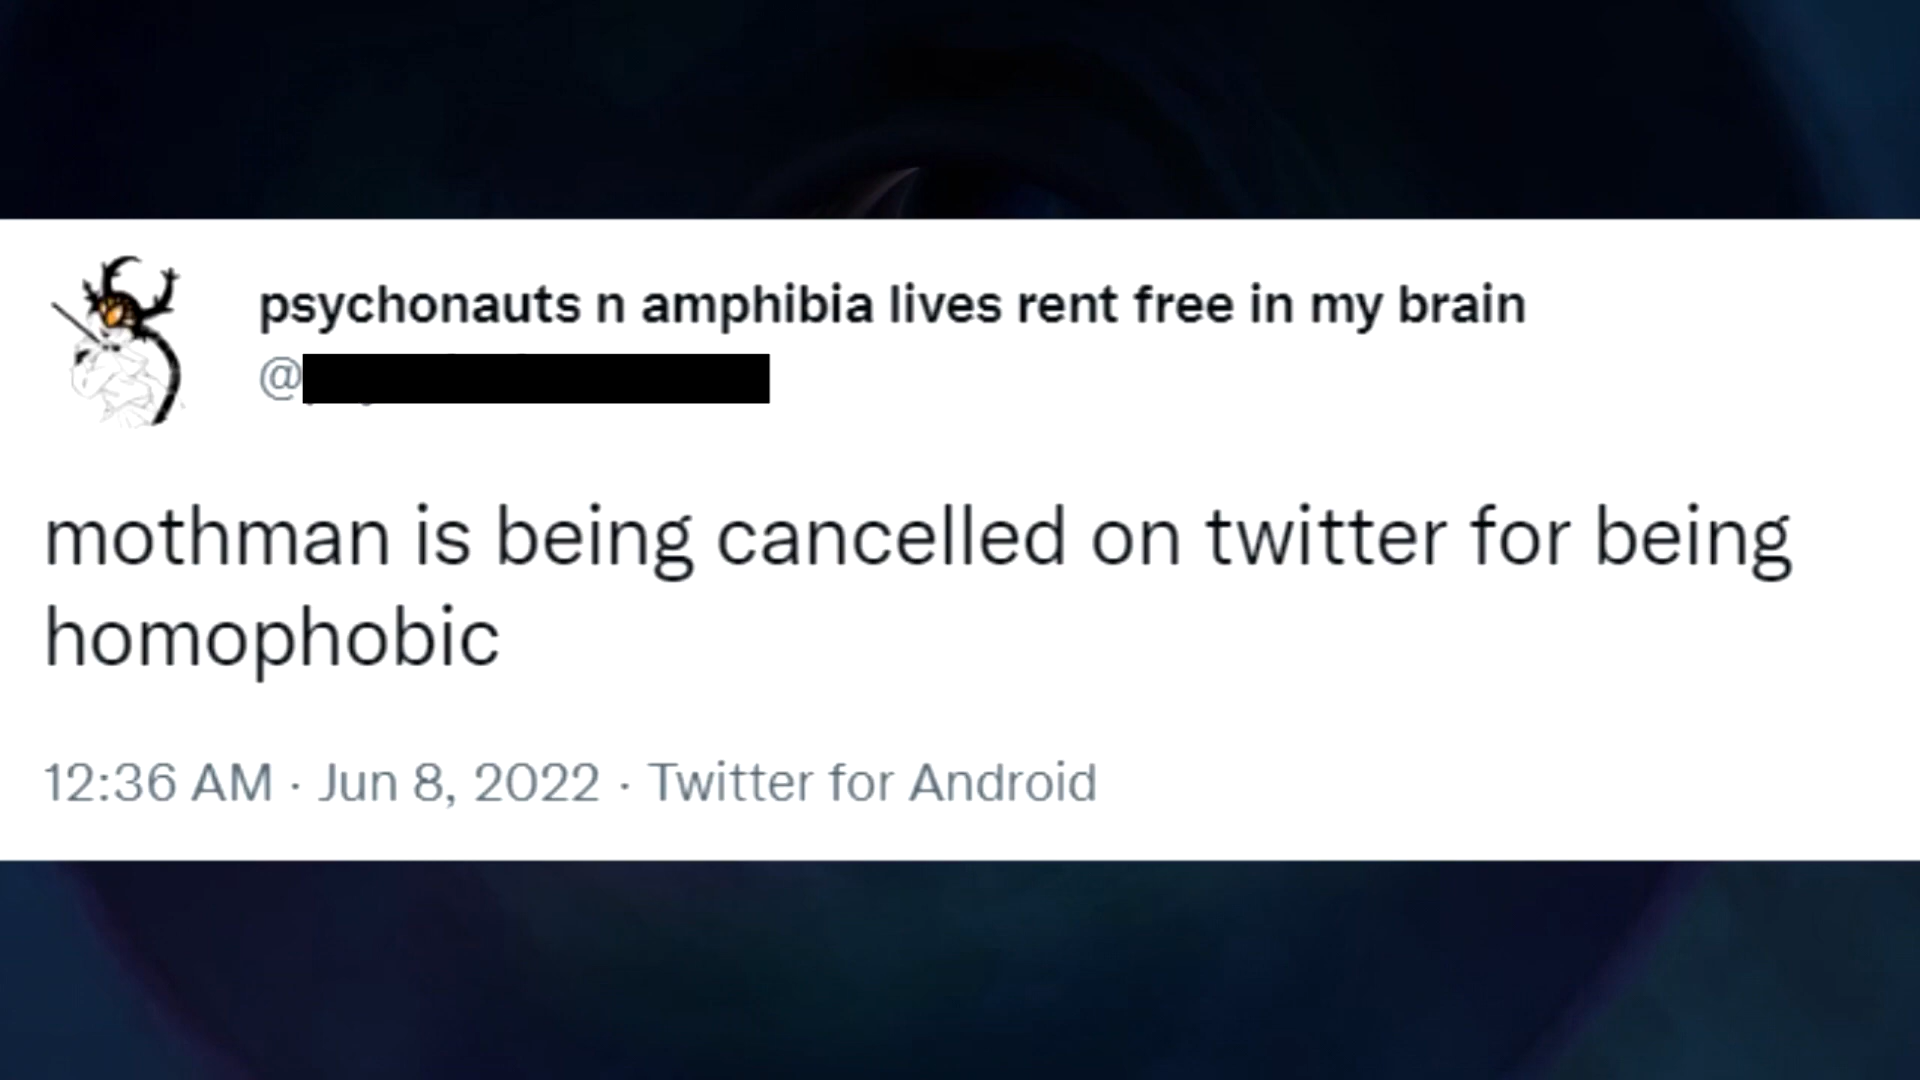 psychonauts n amphibia lives rent free in my brain
@
mothman is being cancelled on twitter for being
homophobic
12:36 AM · Jun 8, 2022 · Twitter for Android